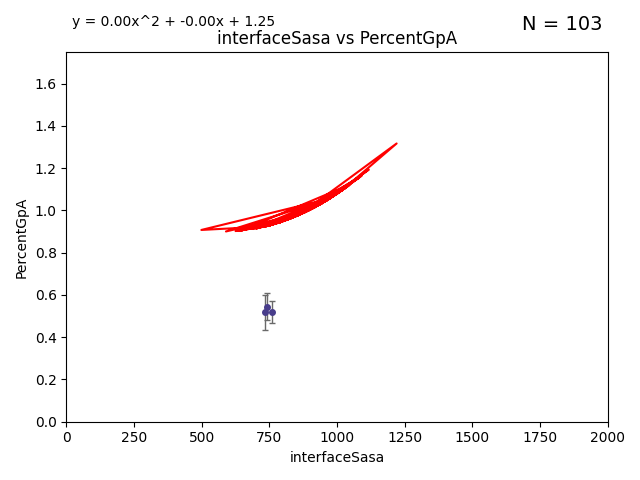 y = 0.00x^2 + -0.00x + 1.25
N = 103
interfaceSasa vs PercentGpA
PercentGpA
1.6
1.4
1.2
1.0
0.8
0.6
0.4
0.2
0.0
0 250 500 750 1000 1250 1500 1750 2000
interfaceSasa